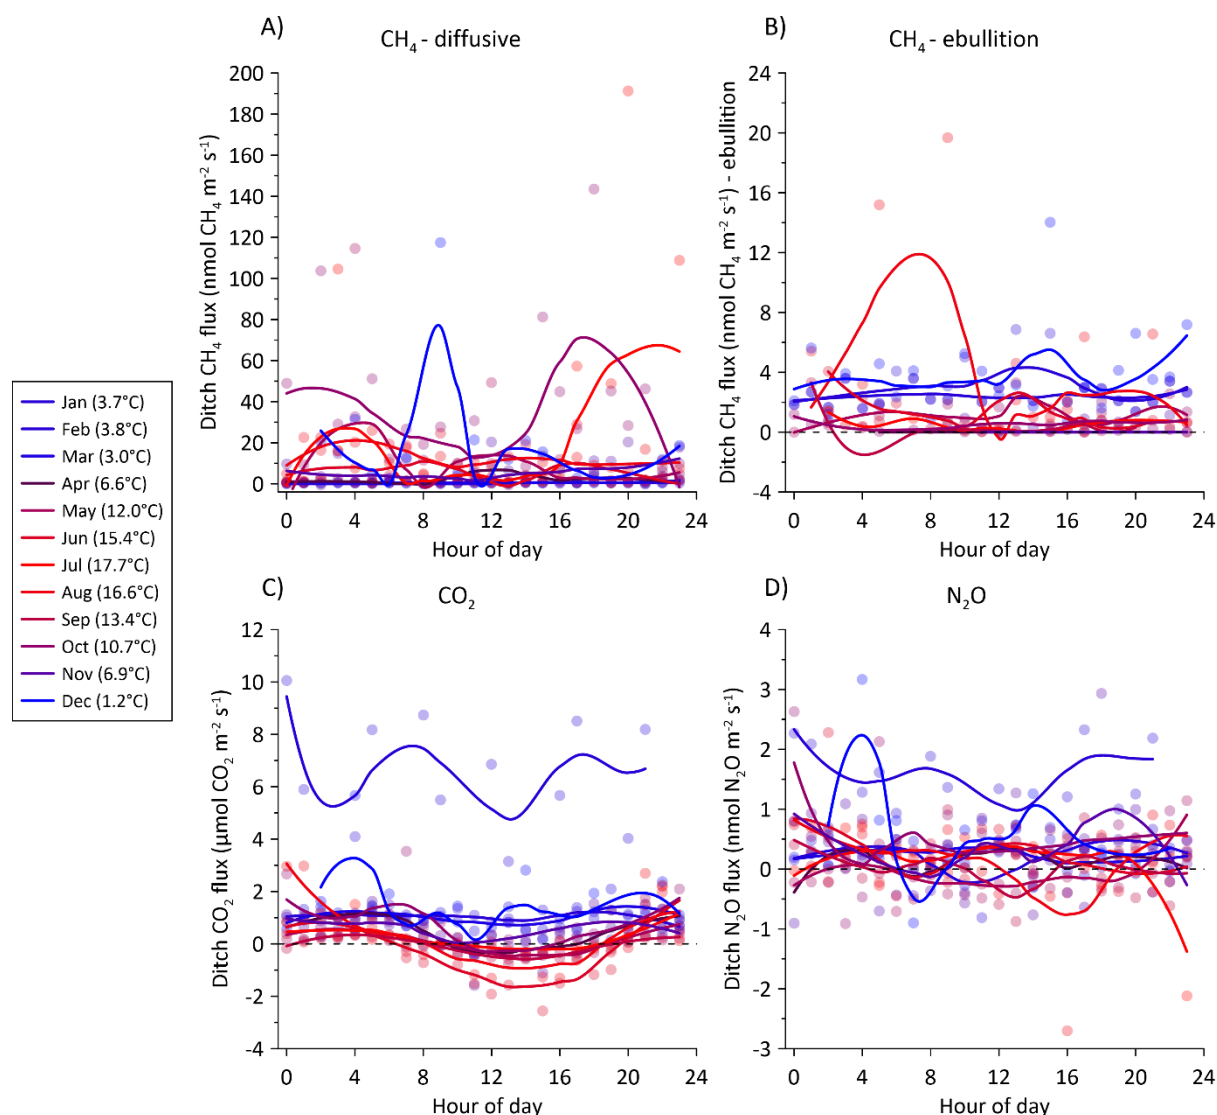 A)
CH₄ - diffusive
B)
CH₄ - ebullition
Ditch CH₄ flux (nmol CH₄ m⁻² s⁻¹)
200
180
160
140
120
100
80
60
40
20
0
0 4 8 12 16 20 24
Hour of day
Ditch CH₄ flux (nmol CH₄ m⁻² s⁻¹) - ebullition
24
20
16
12
8
4
0
-4
0 4 8 12 16 20 24
Hour of day
Jan (3.7°C)
Feb (3.8°C)
Mar (3.0°C)
Apr (6.6°C)
May (12.0°C)
Jun (15.4°C)
Jul (17.7°C)
Aug (16.6°C)
Sep (13.4°C)
Oct (10.7°C)
Nov (6.9°C)
Dec (1.2°C)
C)
CO₂
D)
N₂O
Ditch CO₂ flux (µmol CO₂ m⁻² s⁻¹)
12
10
8
6
4
2
0
-2
-4
0 4 8 12 16 20 24
Hour of day
Ditch N₂O flux (nmol N₂O m⁻² s⁻¹)
4
3
2
1
0
-1
-2
-3
0 4 8 12 16 20 24
Hour of day